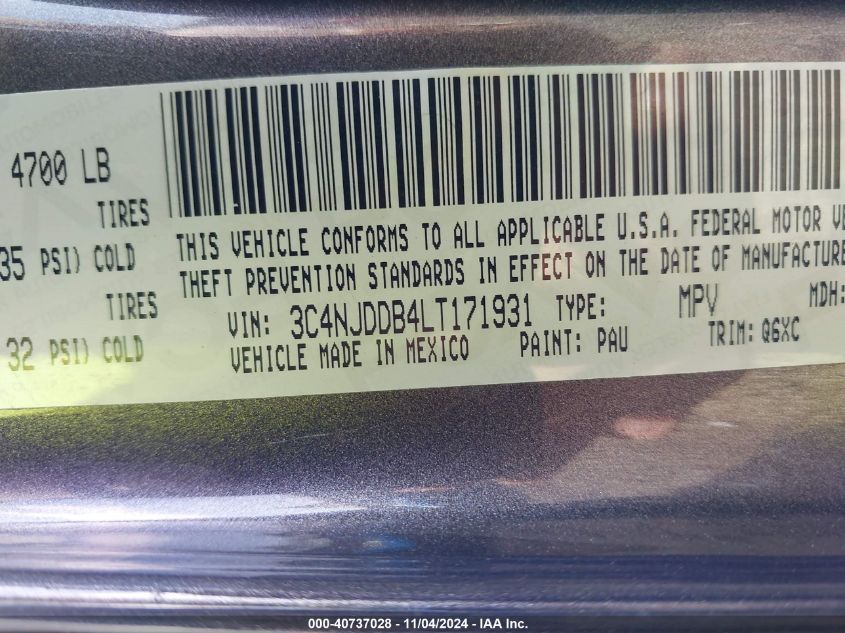 4700 LB
TIRES
35 PSI) COLD
TIRES
32 PSI) COLD
THIS VEHICLE CONFORMS TO ALL APPLICABLE U.S.A. FEDERAL MOTOR VE
THEFT PREVENTION STANDARDS IN EFFECT ON THE DATE OF MANUFACTURE
VIN: 3C4NJDDB4LT171931 TYPE: MPV MDH:
VEHICLE MADE IN MEXICO PAINT: PAU TRIM: Q6XC
000-40737028 - 11/04/2024 - IAA Inc.